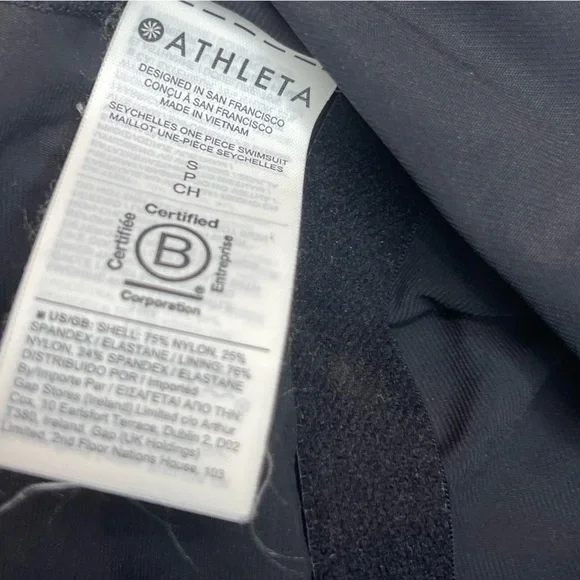 ATHLETA
DESIGNED IN SAN FRANCISCO
CONÇU À SAN FRANCISCO
MADE IN VIETNAM
SEYCHELLES ONE PIECE SWIMSUIT
MAILLOT UNE-PIÈCE SEYCHELLES
S
P
CH
Certified
Certifiée
B
Entreprise
Corporation
US/GB: SHELL: 75% NYLON, 25%
SPANDEX / ELASTANE / LINING: 76%
NYLON, 24% SPANDEX / ELASTANE
DISTRIBUIDO PORT / Imported
By/Importe Par / ΕΙΣΑΓΕΤΑΙ ΑΠΟ ΤΗΝ
Gap Stores (Ireland) Limited c/o Arthur
Cox, 10 Earlsfort Terrace, Dublin 2, D02
T380, Ireland. Gap (UK Holdings)
Limited, 2nd Floor Nations House, 103